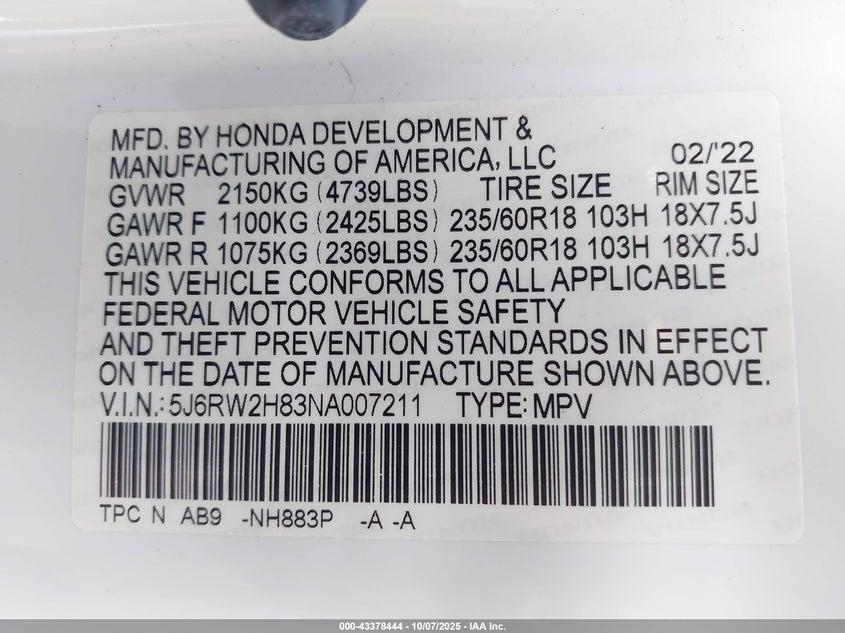 MFD. BY HONDA DEVELOPMENT &
MANUFACTURING OF AMERICA, LLC 02/'22
GVWR 2150KG (4739LBS) TIRE SIZE RIM SIZE
GAWR F 1100KG (2425LBS) 235/60R18 103H 18X7.5J
GAWR R 1075KG (2369LBS) 235/60R18 103H 18X7.5J
THIS VEHICLE CONFORMS TO ALL APPLICABLE
FEDERAL MOTOR VEHICLE SAFETY
AND THEFT PREVENTION STANDARDS IN EFFECT
ON THE DATE OF MANUFACTURE SHOWN ABOVE.
V.I.N.: 5J6RW2H83NA007211 TYPE: MPV
TPC N AB9 -NH883P -A -A
000-43378444 - 10/07/2025 - IAA Inc.